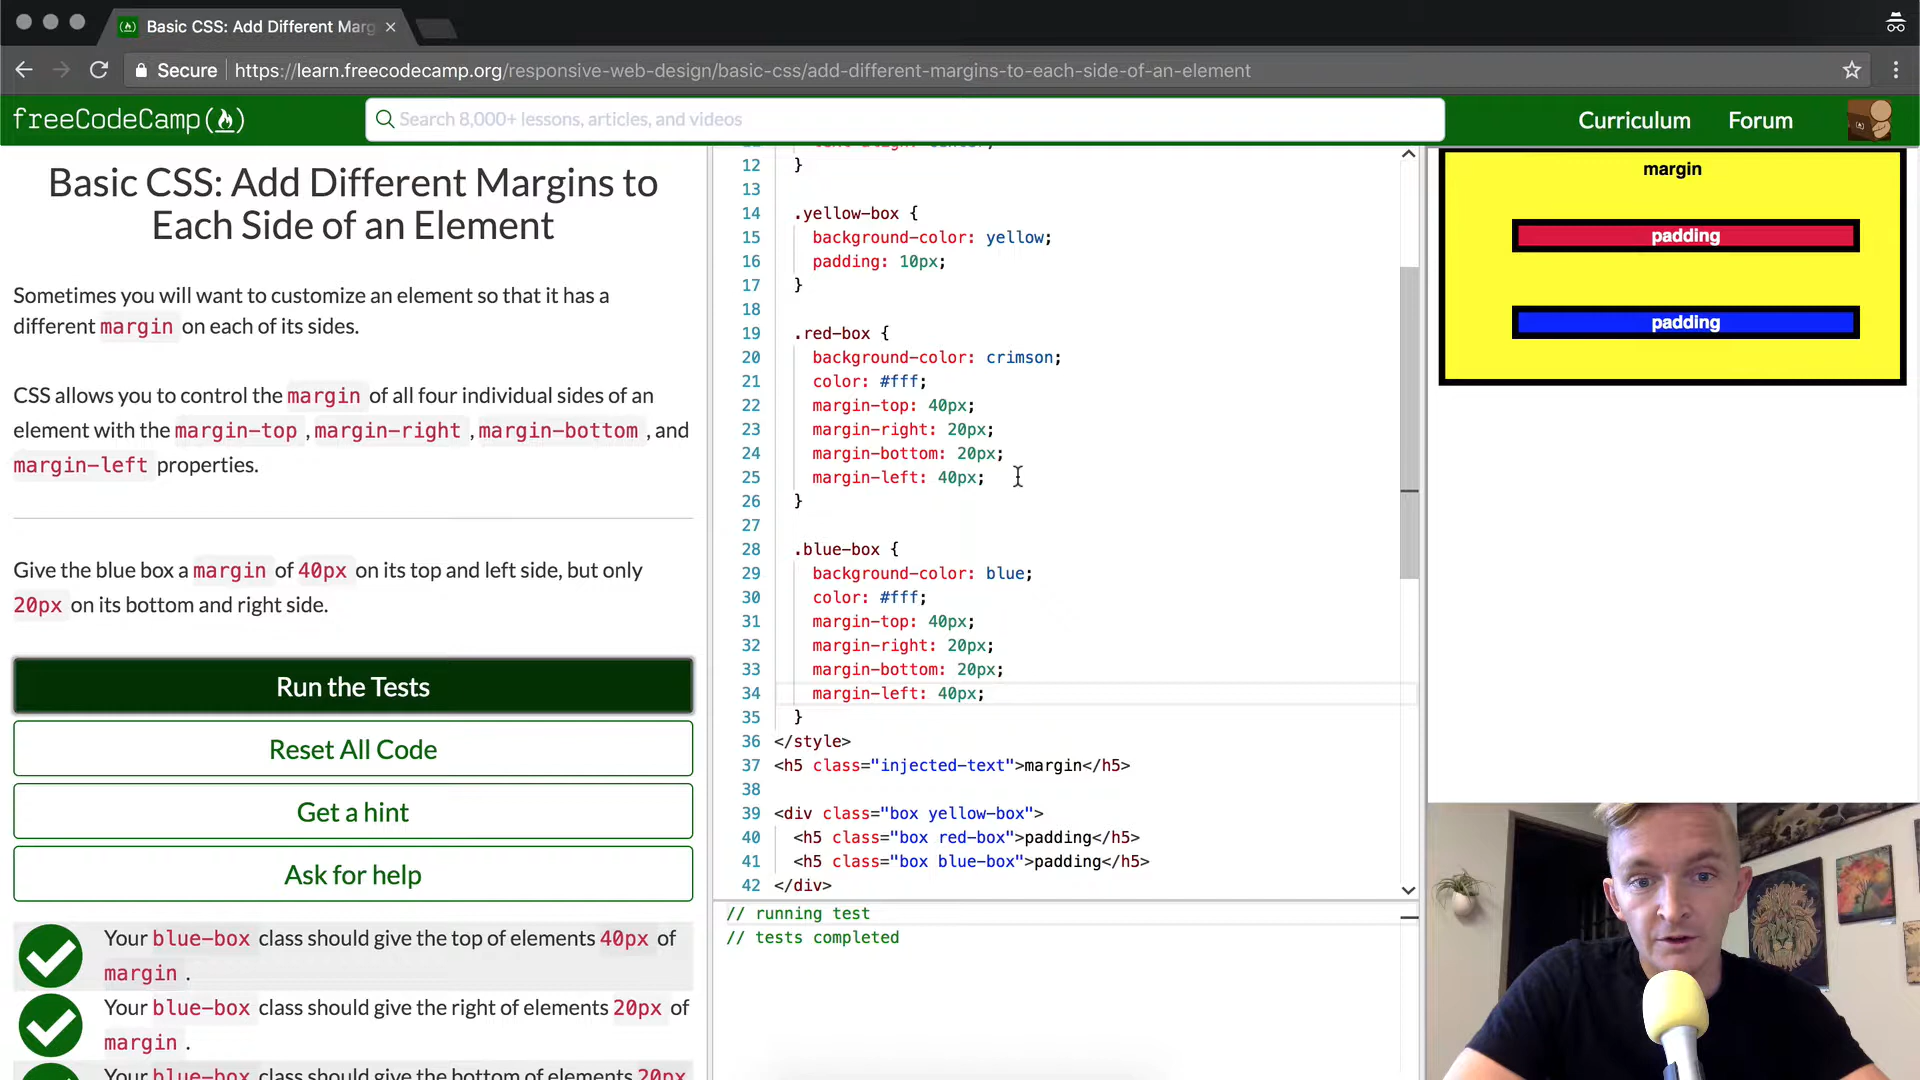 Basic CSS: Add Different Marg
Secure
https://learn.freecodecamp.org/responsive-web-design/basic-css/add-different-margins-to-each-side-of-an-element
freeCodeCamp
Search 8,000+ lessons, articles, and videos
Curriculum
Forum
Basic CSS: Add Different Margins to
Each Side of an Element
Sometimes you will want to customize an element so that it has a
different margin on each of its sides.
CSS allows you to control the margin of all four individual sides of an
element with the margin-top , margin-right , margin-bottom , and
margin-left properties.
Give the blue box a margin of 40px on its top and left side, but only
20px on its bottom and right side.
Run the Tests
Reset All Code
Get a hint
Ask for help
Your blue-box class should give the top of elements 40px of
margin .
Your blue-box class should give the right of elements 20px of
margin .
Your blue-box class should give the bottom of elements 20px
12 }
13
14 .yellow-box {
15 background-color: yellow;
16 padding: 10px;
17 }
18
19 .red-box {
20 background-color: crimson;
21 color: #fff;
22 margin-top: 40px;
23 margin-right: 20px;
24 margin-bottom: 20px;
25 margin-left: 40px;
26 }
27
28 .blue-box {
29 background-color: blue;
30 color: #fff;
31 margin-top: 40px;
32 margin-right: 20px;
33 margin-bottom: 20px;
34 margin-left: 40px;
35 }
36 </style>
37 <h5 class="injected-text">margin</h5>
38
39 <div class="box yellow-box">
40 <h5 class="box red-box">padding</h5>
41 <h5 class="box blue-box">padding</h5>
42 </div>
// running test
// tests completed
margin
padding
padding